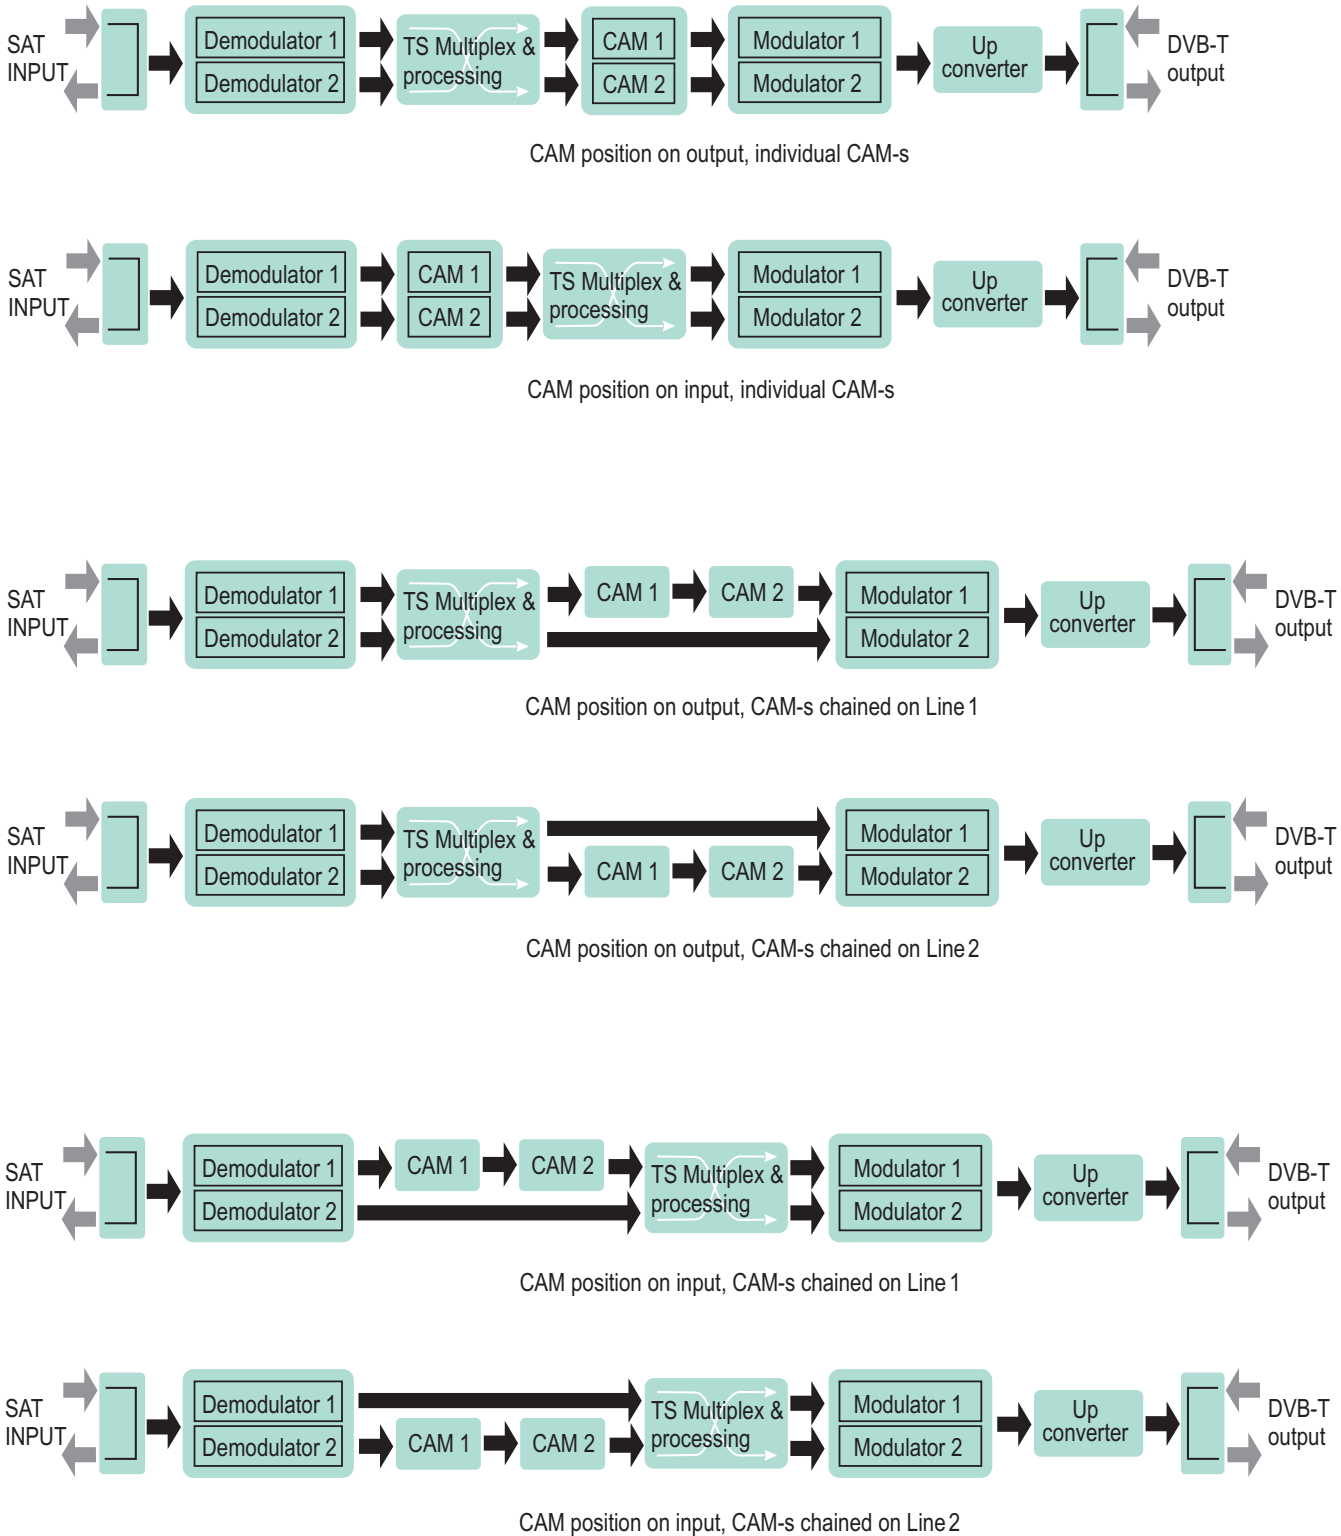 SAT
INPUT
Demodulator 1
Demodulator 2
TS Multiplex &
processing
CAM 1
CAM 2
Modulator 1
Modulator 2
Up
converter
DVB-T
output
CAM position on output, individual CAM-s
SAT
INPUT
Demodulator 1
Demodulator 2
CAM 1
CAM 2
TS Multiplex &
processing
Modulator 1
Modulator 2
Up
converter
DVB-T
output
CAM position on input, individual CAM-s
SAT
INPUT
Demodulator 1
Demodulator 2
TS Multiplex &
processing
CAM 1
CAM 2
Modulator 1
Modulator 2
Up
converter
DVB-T
output
CAM position on output, CAM-s chained on Line 1
SAT
INPUT
Demodulator 1
Demodulator 2
TS Multiplex &
processing
CAM 1
CAM 2
Modulator 1
Modulator 2
Up
converter
DVB-T
output
CAM position on output, CAM-s chained on Line 2
SAT
INPUT
Demodulator 1
Demodulator 2
CAM 1
CAM 2
TS Multiplex &
processing
Modulator 1
Modulator 2
Up
converter
DVB-T
output
CAM position on input, CAM-s chained on Line 1
SAT
INPUT
Demodulator 1
Demodulator 2
CAM 1
CAM 2
TS Multiplex &
processing
Modulator 1
Modulator 2
Up
converter
DVB-T
output
CAM position on input, CAM-s chained on Line 2